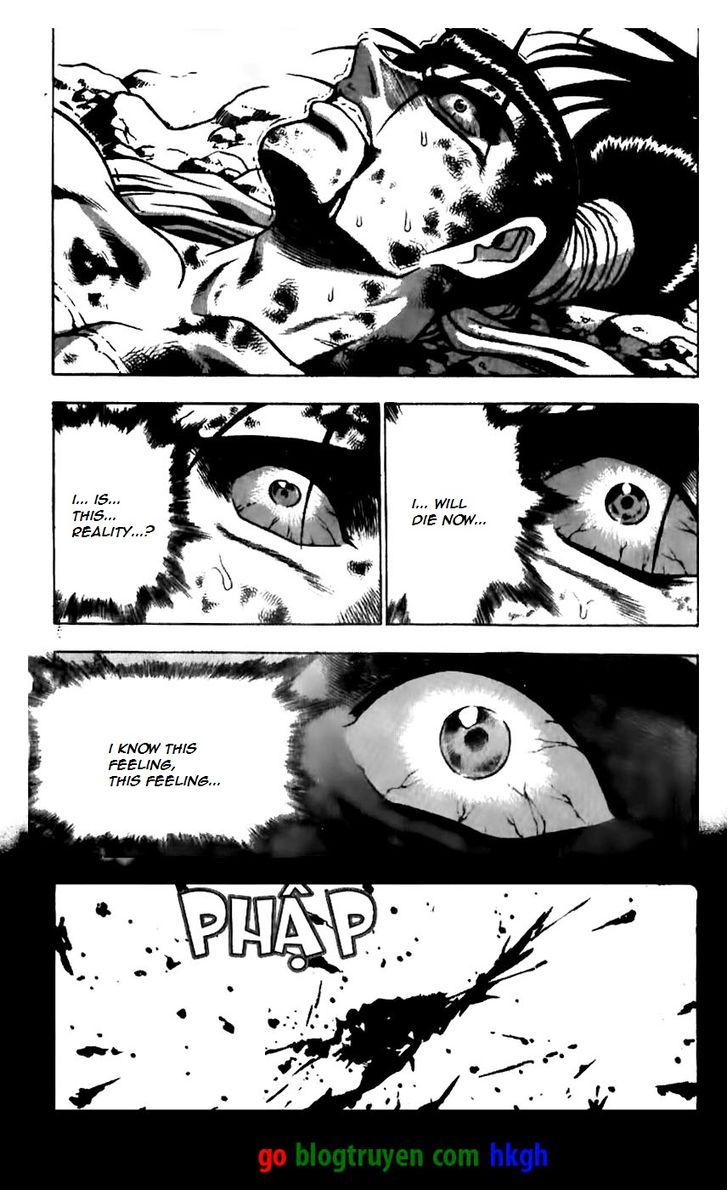 I... IS...
THIS...
REALITY...?
I... WILL
DIE NOW...
I KNOW THIS
FEELING,
THIS FEELING...
PHẬP
go blogtruyen com hkgh